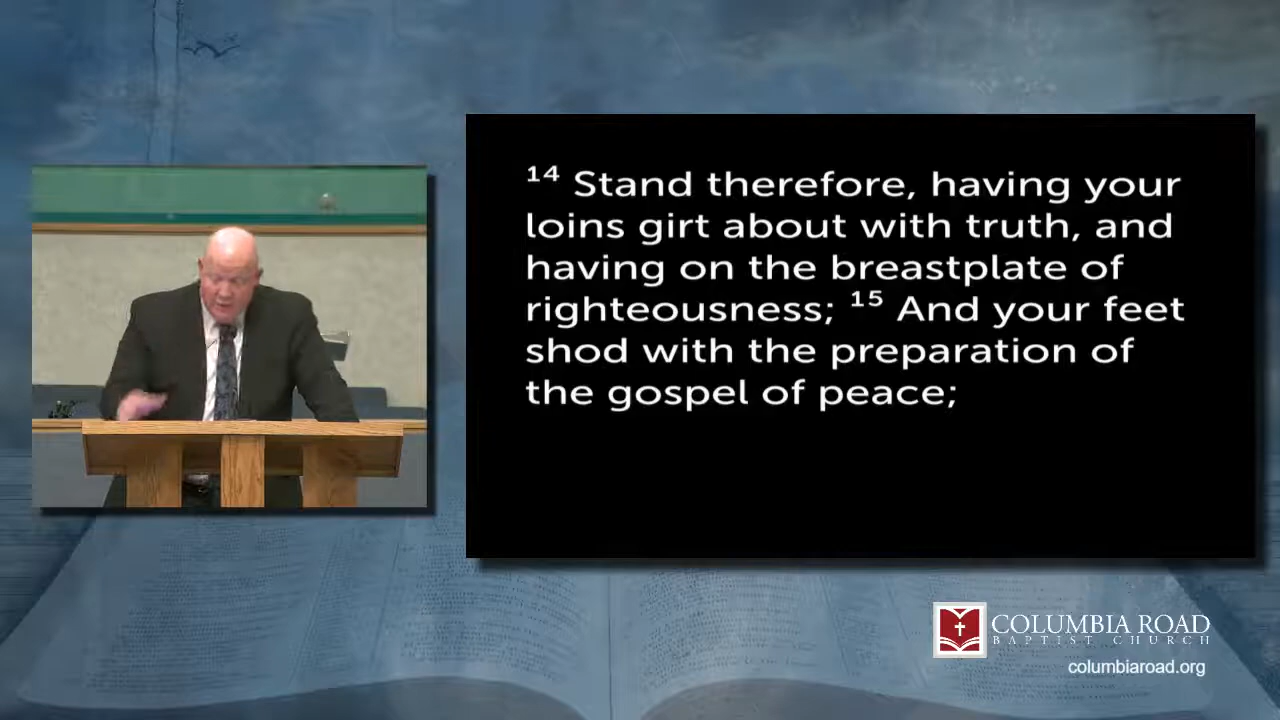 ¹⁴ Stand therefore, having your
loins girt about with truth, and
having on the breastplate of
righteousness; ¹⁵ And your feet
shod with the preparation of
the gospel of peace;
COLUMBIA ROAD
BAPTIST CHURCH
columbiaroad.org